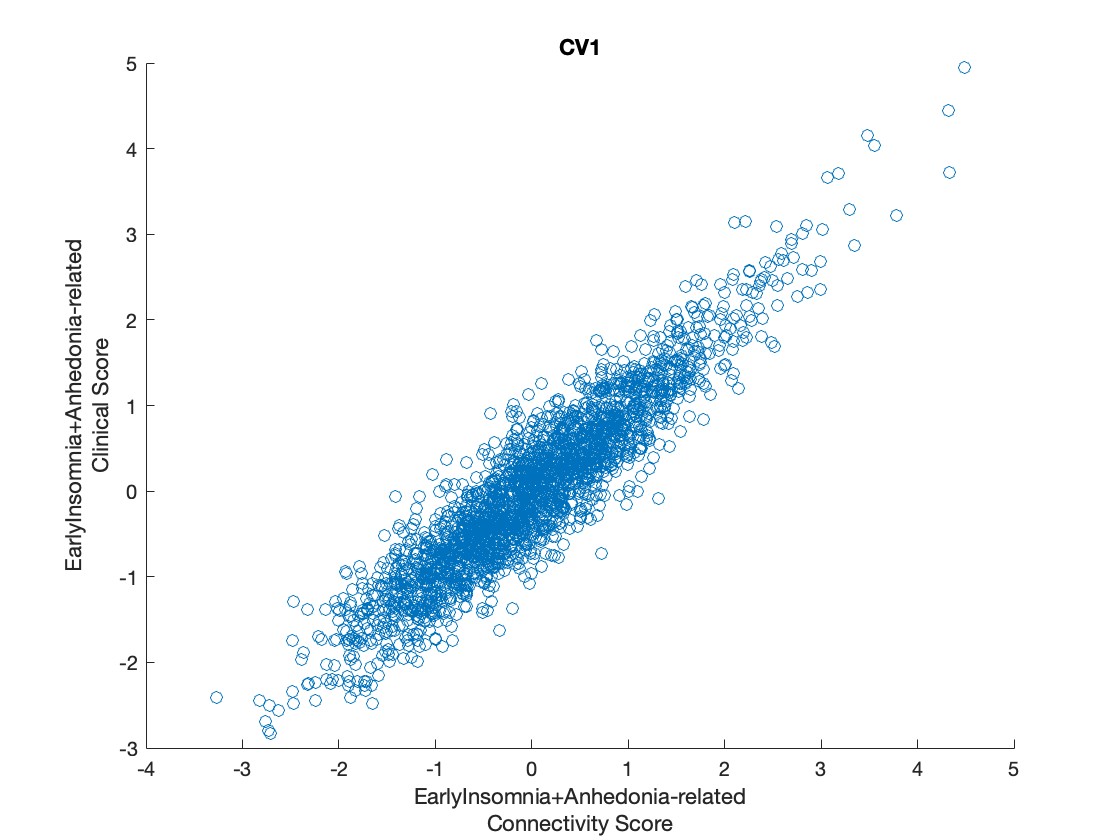 CV1
5
4
3
2
1
0
-1
-2
-3
EarlyInsomnia+Anhedonia-related
Clinical Score
-4 -3 -2 -1 0 1 2 3 4 5
EarlyInsomnia+Anhedonia-related
Connectivity Score